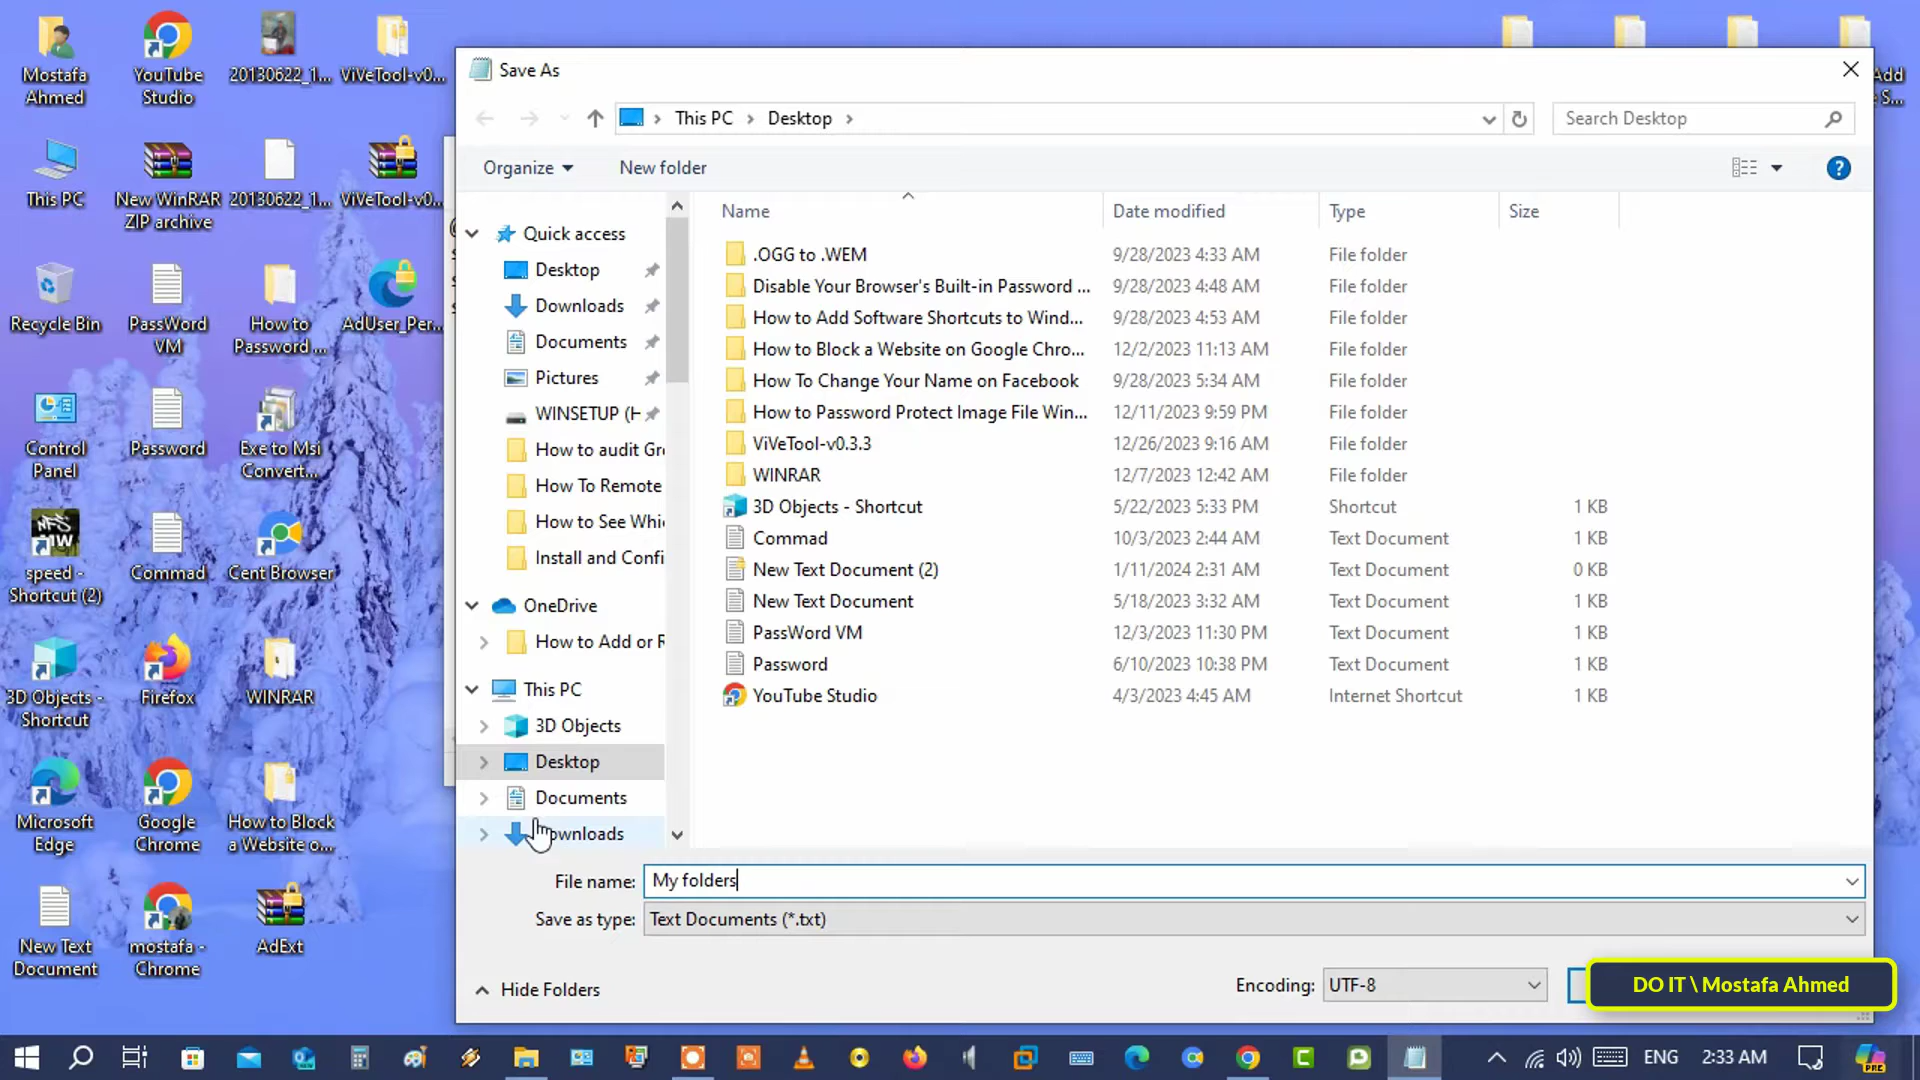 Mostafa
Ahmed
YouTube
Studio
20130622_1...
ViVeTool-v0...
This PC
New WinRAR
ZIP archive
20130622_1...
ViVeTool-v0...
Recycle Bin
PassWord
VM
How to
Password ...
AdUser_Per...
Control
Panel
Password
Exe to Msi
Convert...
speed -
Shortcut (2)
Commad
Cent Browser
3D Objects -
Shortcut
Firefox
WINRAR
Microsoft
Edge
Google
Chrome
How to Block
a Website o...
New Text
Document
mostafa -
Chrome
AdExt
Add
S...
Save As
This PC > Desktop >
Search Desktop
Organize
New folder
Quick access
Desktop
Downloads
Documents
Pictures
WINSETUP (H
How to audit Gr
How To Remote
How to See Whi
Install and Confi
OneDrive
How to Add or R
This PC
3D Objects
Desktop
Documents
ownloads
Name Date modified Type Size
.OGG to .WEM 9/28/2023 4:33 AM File folder
Disable Your Browser's Built-in Password ... 9/28/2023 4:48 AM File folder
How to Add Software Shortcuts to Wind... 9/28/2023 4:53 AM File folder
How to Block a Website on Google Chro... 12/2/2023 11:13 AM File folder
How To Change Your Name on Facebook 9/28/2023 5:34 AM File folder
How to Password Protect Image File Win... 12/11/2023 9:59 PM File folder
ViVeTool-v0.3.3 12/26/2023 9:16 AM File folder
WINRAR 12/7/2023 12:42 AM File folder
3D Objects - Shortcut 5/22/2023 5:33 PM Shortcut 1 KB
Commad 10/3/2023 2:44 AM Text Document 1 KB
New Text Document (2) 1/11/2024 2:31 AM Text Document 0 KB
New Text Document 5/18/2023 3:32 AM Text Document 1 KB
PassWord VM 12/3/2023 11:30 PM Text Document 1 KB
Password 6/10/2023 10:38 PM Text Document 1 KB
YouTube Studio 4/3/2023 4:45 AM Internet Shortcut 1 KB
File name: My folders
Save as type: Text Documents (*.txt)
Hide Folders
Encoding: UTF-8
DO IT \ Mostafa Ahmed
ENG 2:33 AM
PRE